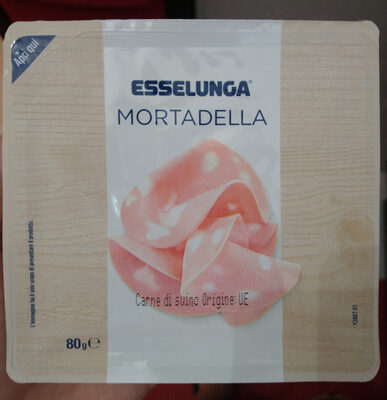 Apri qui
ESSELUNGA®
MORTADELLA
Carne di suino Origine: UE
L'immagine ha il solo scopo di presentare il prodotto.
80g℮